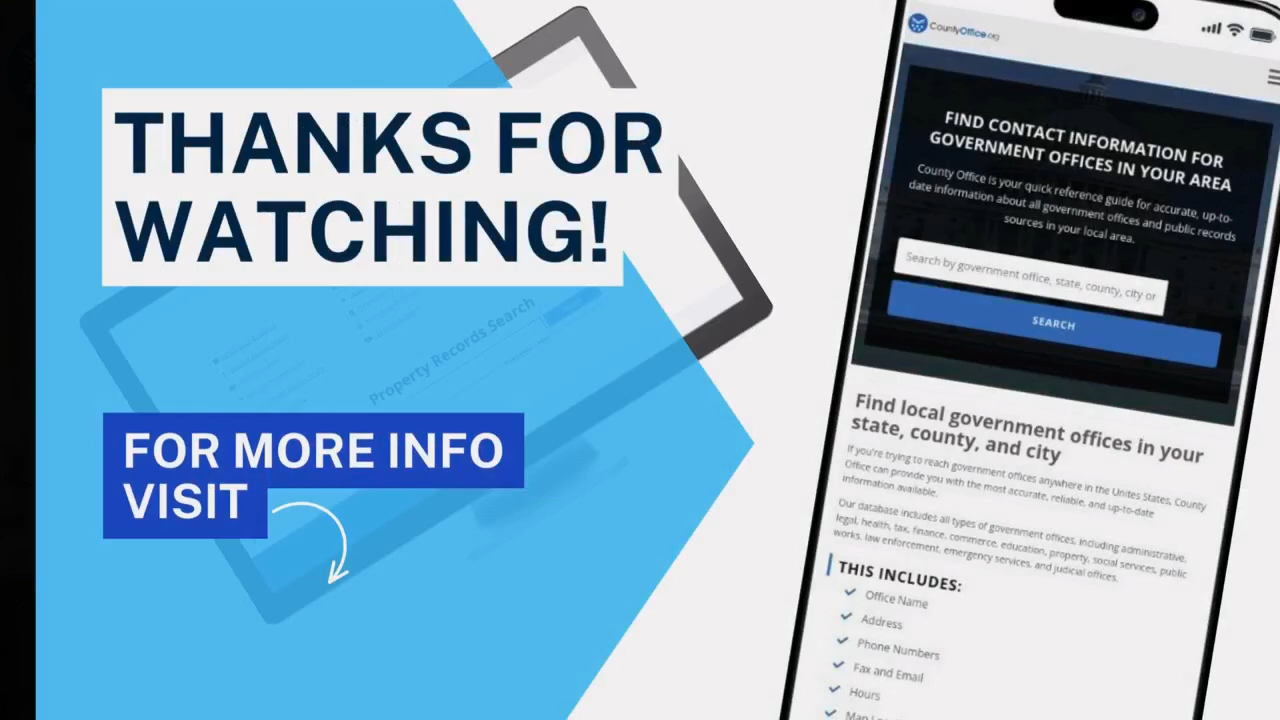 THANKS FOR
WATCHING!
Property Records Search
FOR MORE INFO
VISIT
CountyOffice.org
FIND CONTACT INFORMATION FOR
GOVERNMENT OFFICES IN YOUR AREA
County Office is your quick reference guide for accurate, up-to-
date information about all government offices and public records
sources in your local area.
Search by government office, state, county, city or
SEARCH
Find local government offices in your
state, county, and city
If you're trying to reach government offices anywhere in the Unites States, County
Office can provide you with the most accurate, reliable, and up-to-date
information available.
Our database includes all types of government offices, including administrative,
legal, health, tax, finance, commerce, education, property, social services, public
works, law enforcement, emergency services, and judicial offices.
THIS INCLUDES:
Office Name
Address
Phone Numbers
Fax and Email
Hours
Map